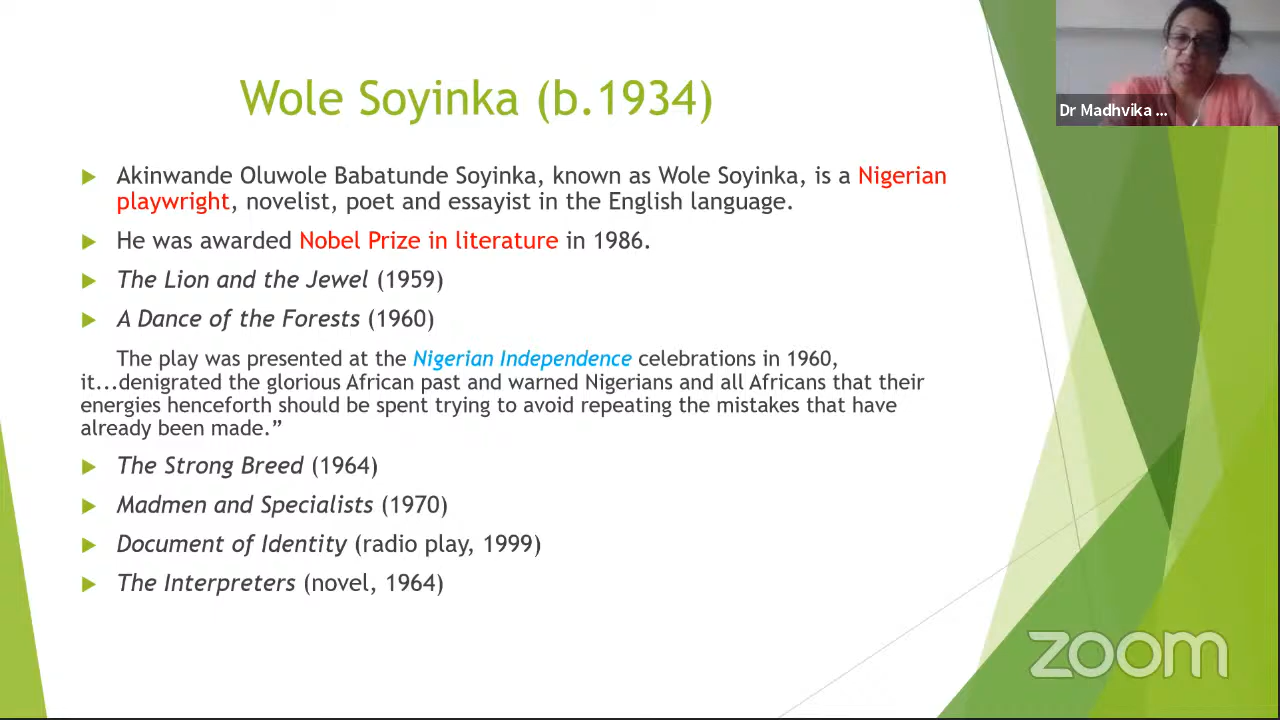 Wole Soyinka (b.1934)
Dr Madhvika ...
Akinwande Oluwole Babatunde Soyinka, known as Wole Soyinka, is a Nigerian
playwright, novelist, poet and essayist in the English language.
He was awarded Nobel Prize in literature in 1986.
The Lion and the Jewel (1959)
A Dance of the Forests (1960)
The play was presented at the Nigerian Independence celebrations in 1960,
it...denigrated the glorious African past and warned Nigerians and all Africans that their
energies henceforth should be spent trying to avoid repeating the mistakes that have
already been made.”
The Strong Breed (1964)
Madmen and Specialists (1970)
Document of Identity (radio play, 1999)
The Interpreters (novel, 1964)
zoom